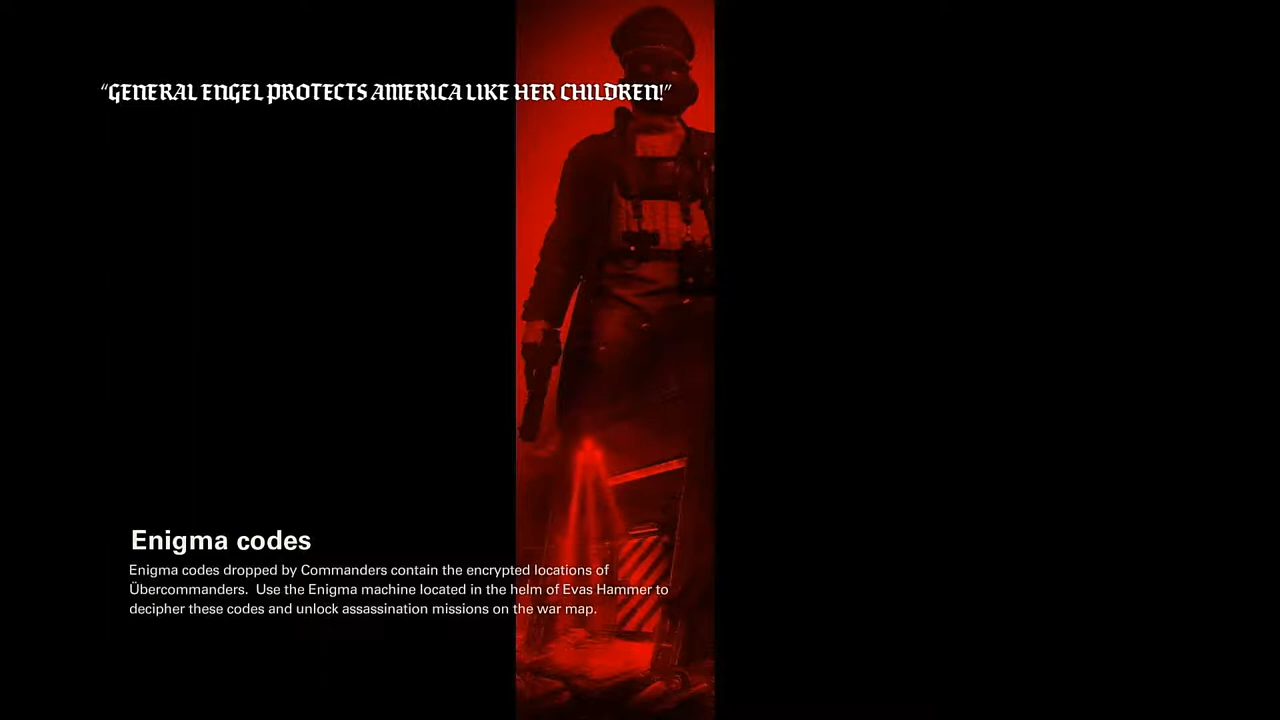 “GENERAL ENGEL PROTECTS AMERICA LIKE HER CHILDREN!”
Enigma codes
Enigma codes dropped by Commanders contain the encrypted locations of
Übercommanders.  Use the Enigma machine located in the helm of Evas Hammer to
decipher these codes and unlock assassination missions on the war map.